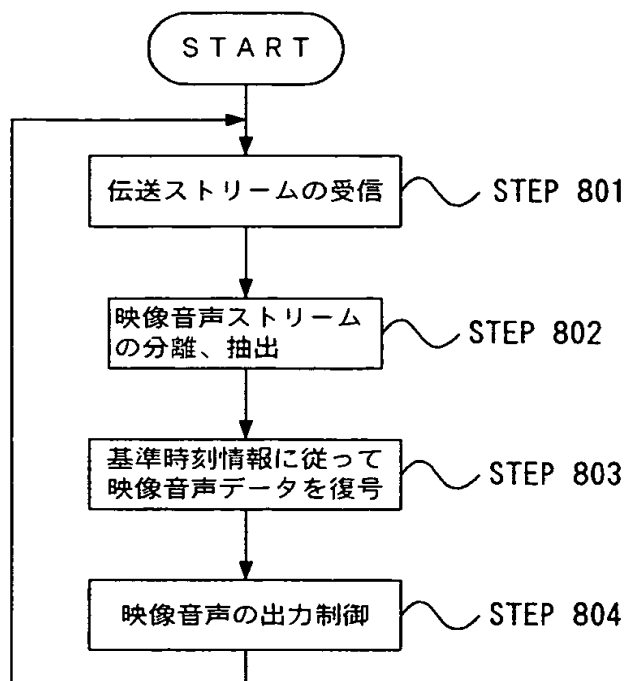 START
伝送ストリームの受信
STEP 801
映像音声ストリーム
の分離、抽出
STEP 802
基準時刻情報に従って
映像音声データを復号
STEP 803
映像音声の出力制御
STEP 804